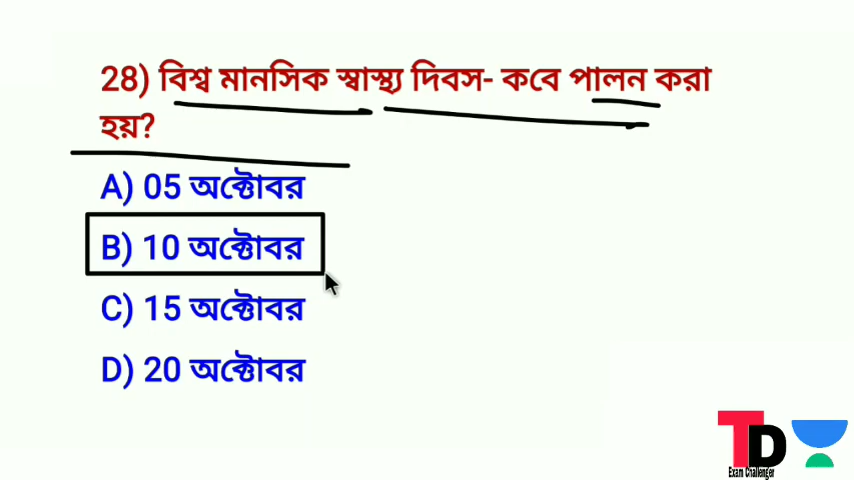 28) বিশ্ব মানসিক স্বাস্থ্য দিবস- কবে পালন করা
হয়?
A) 05 অক্টোবর
B) 10 অক্টোবর
C) 15 অক্টোবর
D) 20 অক্টোবর
TD
Exam Challenger